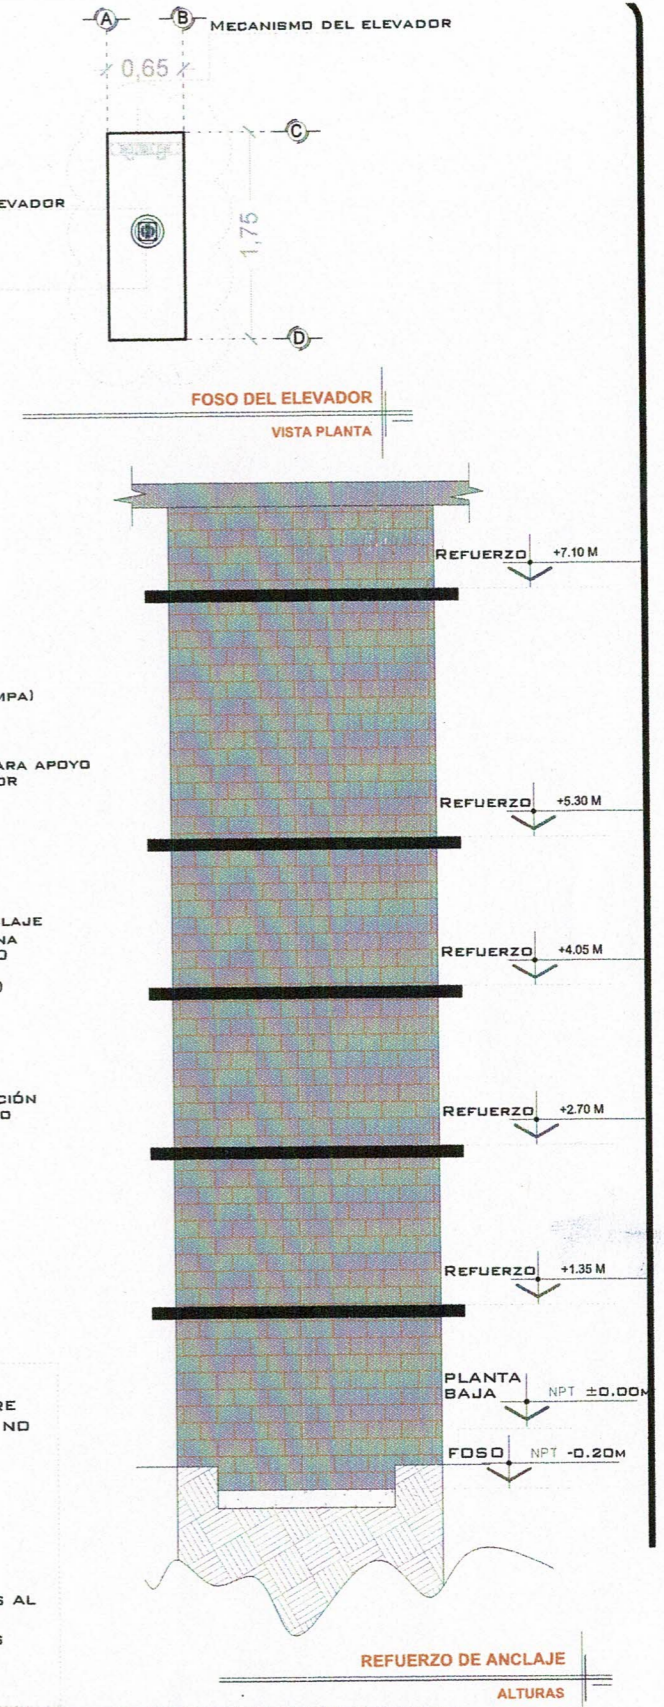 A
B
MECANISMO DEL ELEVADOR
0,65
C
EVADOR
1,75
D
FOSO DEL ELEVADOR
VISTA PLANTA
REFUERZO +7.10 M
MPA)
ARA APOYO
OR
REFUERZO +5.30 M
LAJE
NA
O
)
REFUERZO +4.05 M
CIÓN
O
REFUERZO +2.70 M
REFUERZO +1.35 M
PLANTA
BAJA NPT ±0.00M
RE
NO
FOSO NPT -0.20M
S AL
S
REFUERZO DE ANCLAJE
ALTURAS